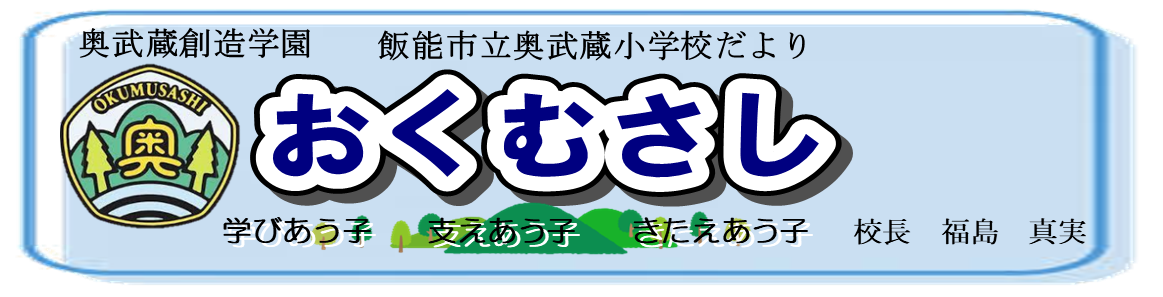 奥武蔵創造学園 飯能市立奥武蔵小学校だより
OKUMUSASHI
奥
おくむさし
学びあう子 支えあう子 きたえあう子 校長 福島 真実